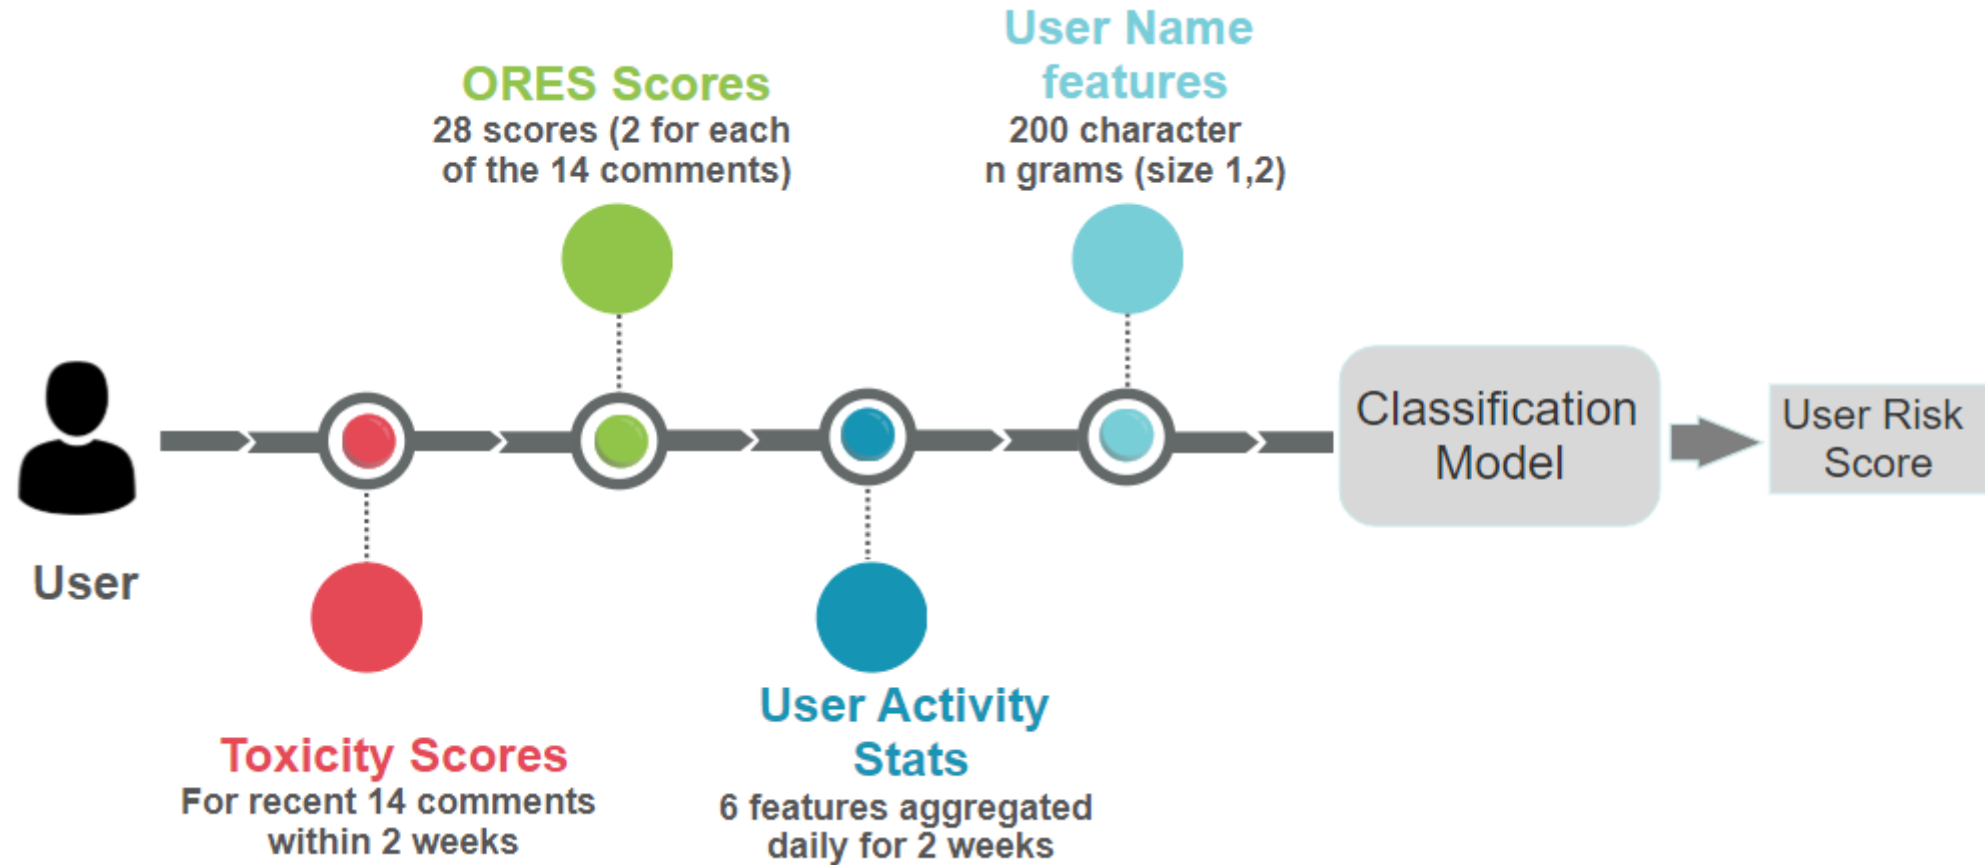 User
Toxicity Scores
For recent 14 comments
within 2 weeks
ORES Scores
28 scores (2 for each
of the 14 comments)
User Activity
Stats
6 features aggregated
daily for 2 weeks
User Name
features
200 character
n grams (size 1,2)
Classification
Model
User Risk
Score